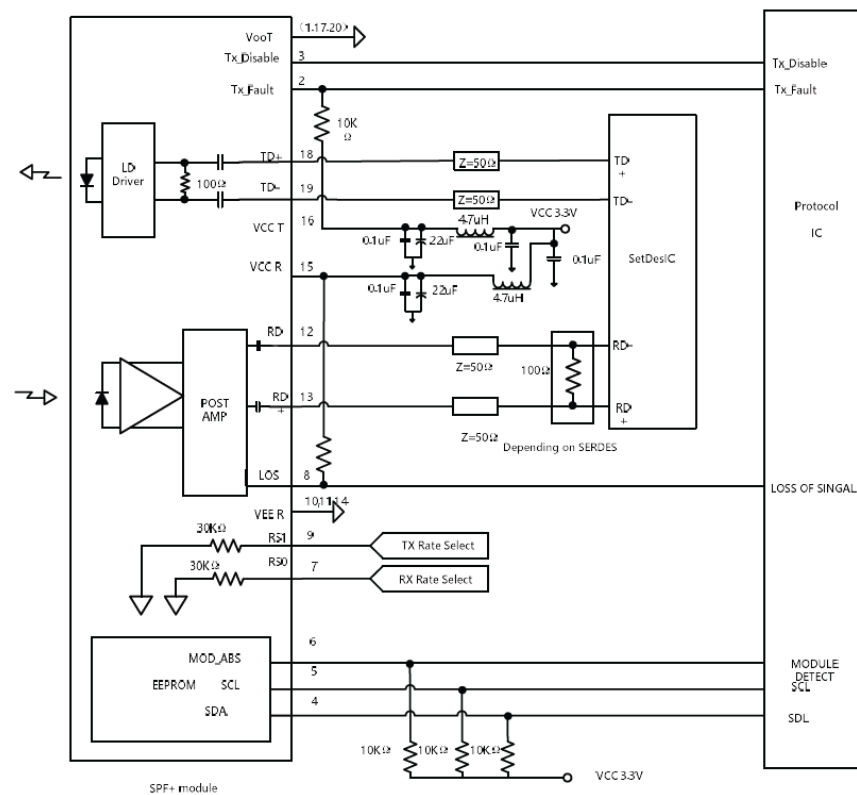 VooT
(1.17.20)
Tx_Disable
3
Tx_Disable
Tx_Fault
2
Tx_Fault
10K
Ω
LD
Driver
100Ω
TD+
18
Z=50Ω
TD
+
TD-
19
Z=50Ω
TD-
Protocol
IC
VCC T
16
4.7uH
VCC 3.3V
0.1uF
22uF
0.1uF
0.1uF
SetDesIC
VCC R
15
0.1uF
22uF
4.7uH
RD
-
12
RD-
Z=50Ω
100Ω
POST
AMP
RD
+
13
RD
+
Z=50Ω
Depending on SERDES
LOS
8
LOSS OF SINGAL
VEE R
10,11,14
30KΩ
RS1
9
TX Rate Select
30KΩ
RS0
7
RX Rate Select
6
MOD_ABS
MODULE
DETECT
5
EEPROM
SCL
SCL
4
SDA
SDL
10KΩ
10KΩ
10KΩ
VCC 3.3V
SPF+ module